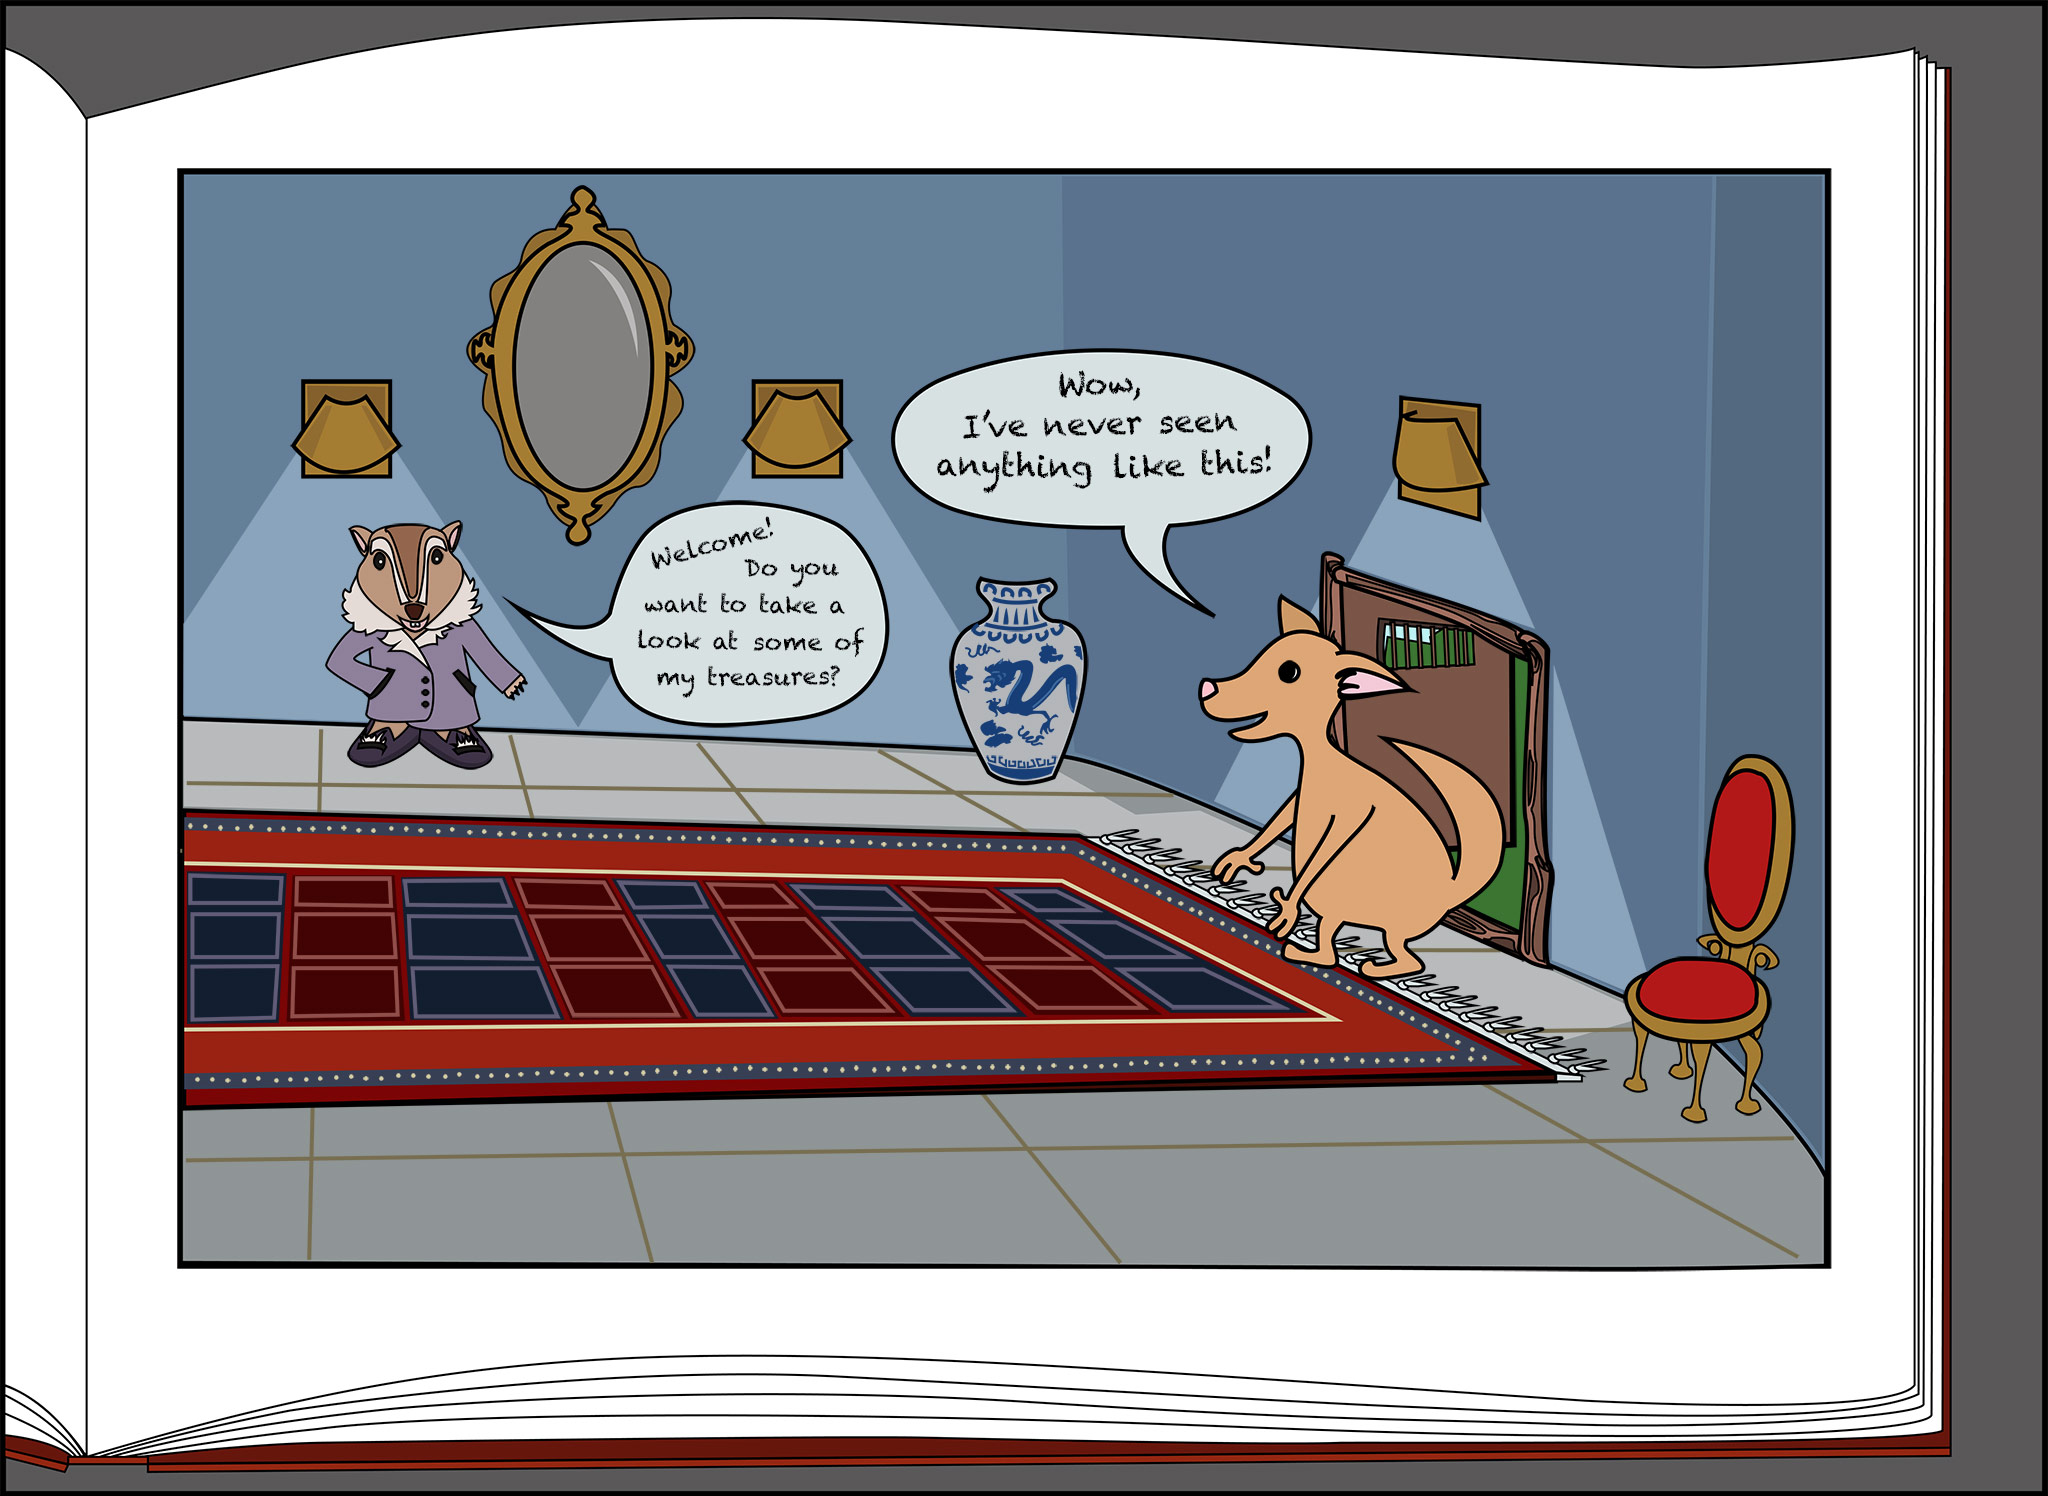 Welcome!
Do you
want to take a
look at some of
my treasures?
Wow,
I've never seen
anything like this!